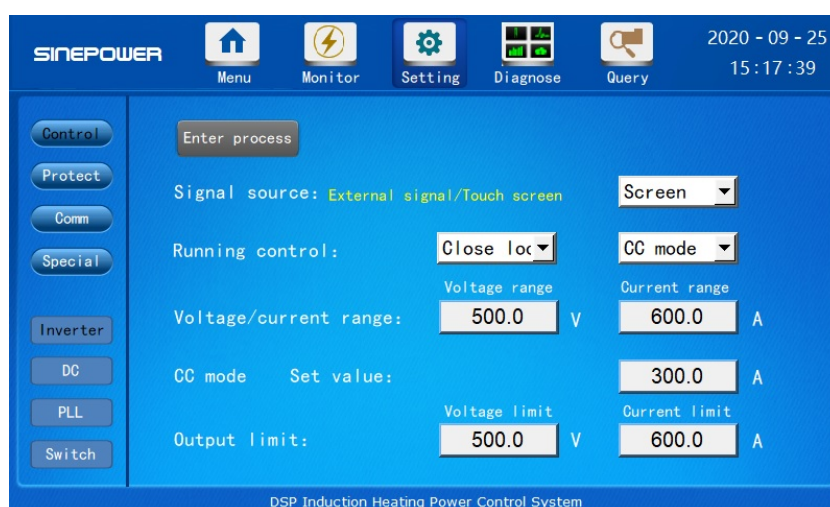 SINEPOWER
Menu
Monitor
Setting
Diagnose
Query
2020 - 09 - 25
15:17:39
Control
Protect
Comm
Special
Inverter
DC
PLL
Switch
Enter process
Signal source: External signal/Touch screen Screen
Running control: Close loc CC mode
Voltage range Current range
Voltage/current range: 500.0 V 600.0 A
CC mode Set value: 300.0 A
Voltage limit Current limit
Output limit: 500.0 V 600.0 A
DSP Induction Heating Power Control System